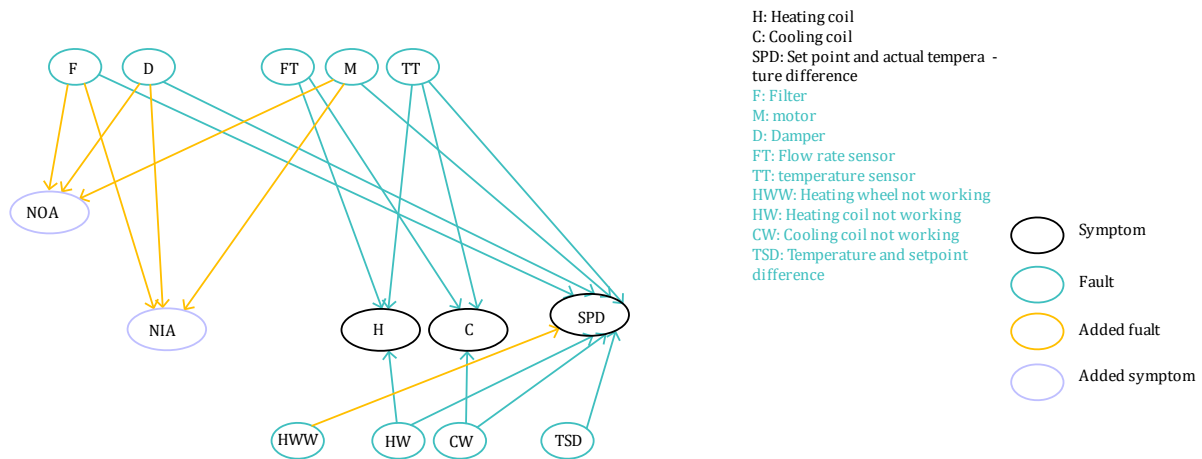 H: Heating coil
C: Cooling coil
SPD: Set point and actual tempera -
ture difference
F: Filter
M: motor
D: Damper
FT: Flow rate sensor
TT: temperature sensor
HWW: Heating wheel not working
HW: Heating coil not working
CW: Cooling coil not working
TSD: Temperature and setpoint
difference
F
D
FT
M
TT
NOA
NIA
H
C
SPD
HWW
HW
CW
TSD
Symptom
Fault
Added fualt
Added symptom